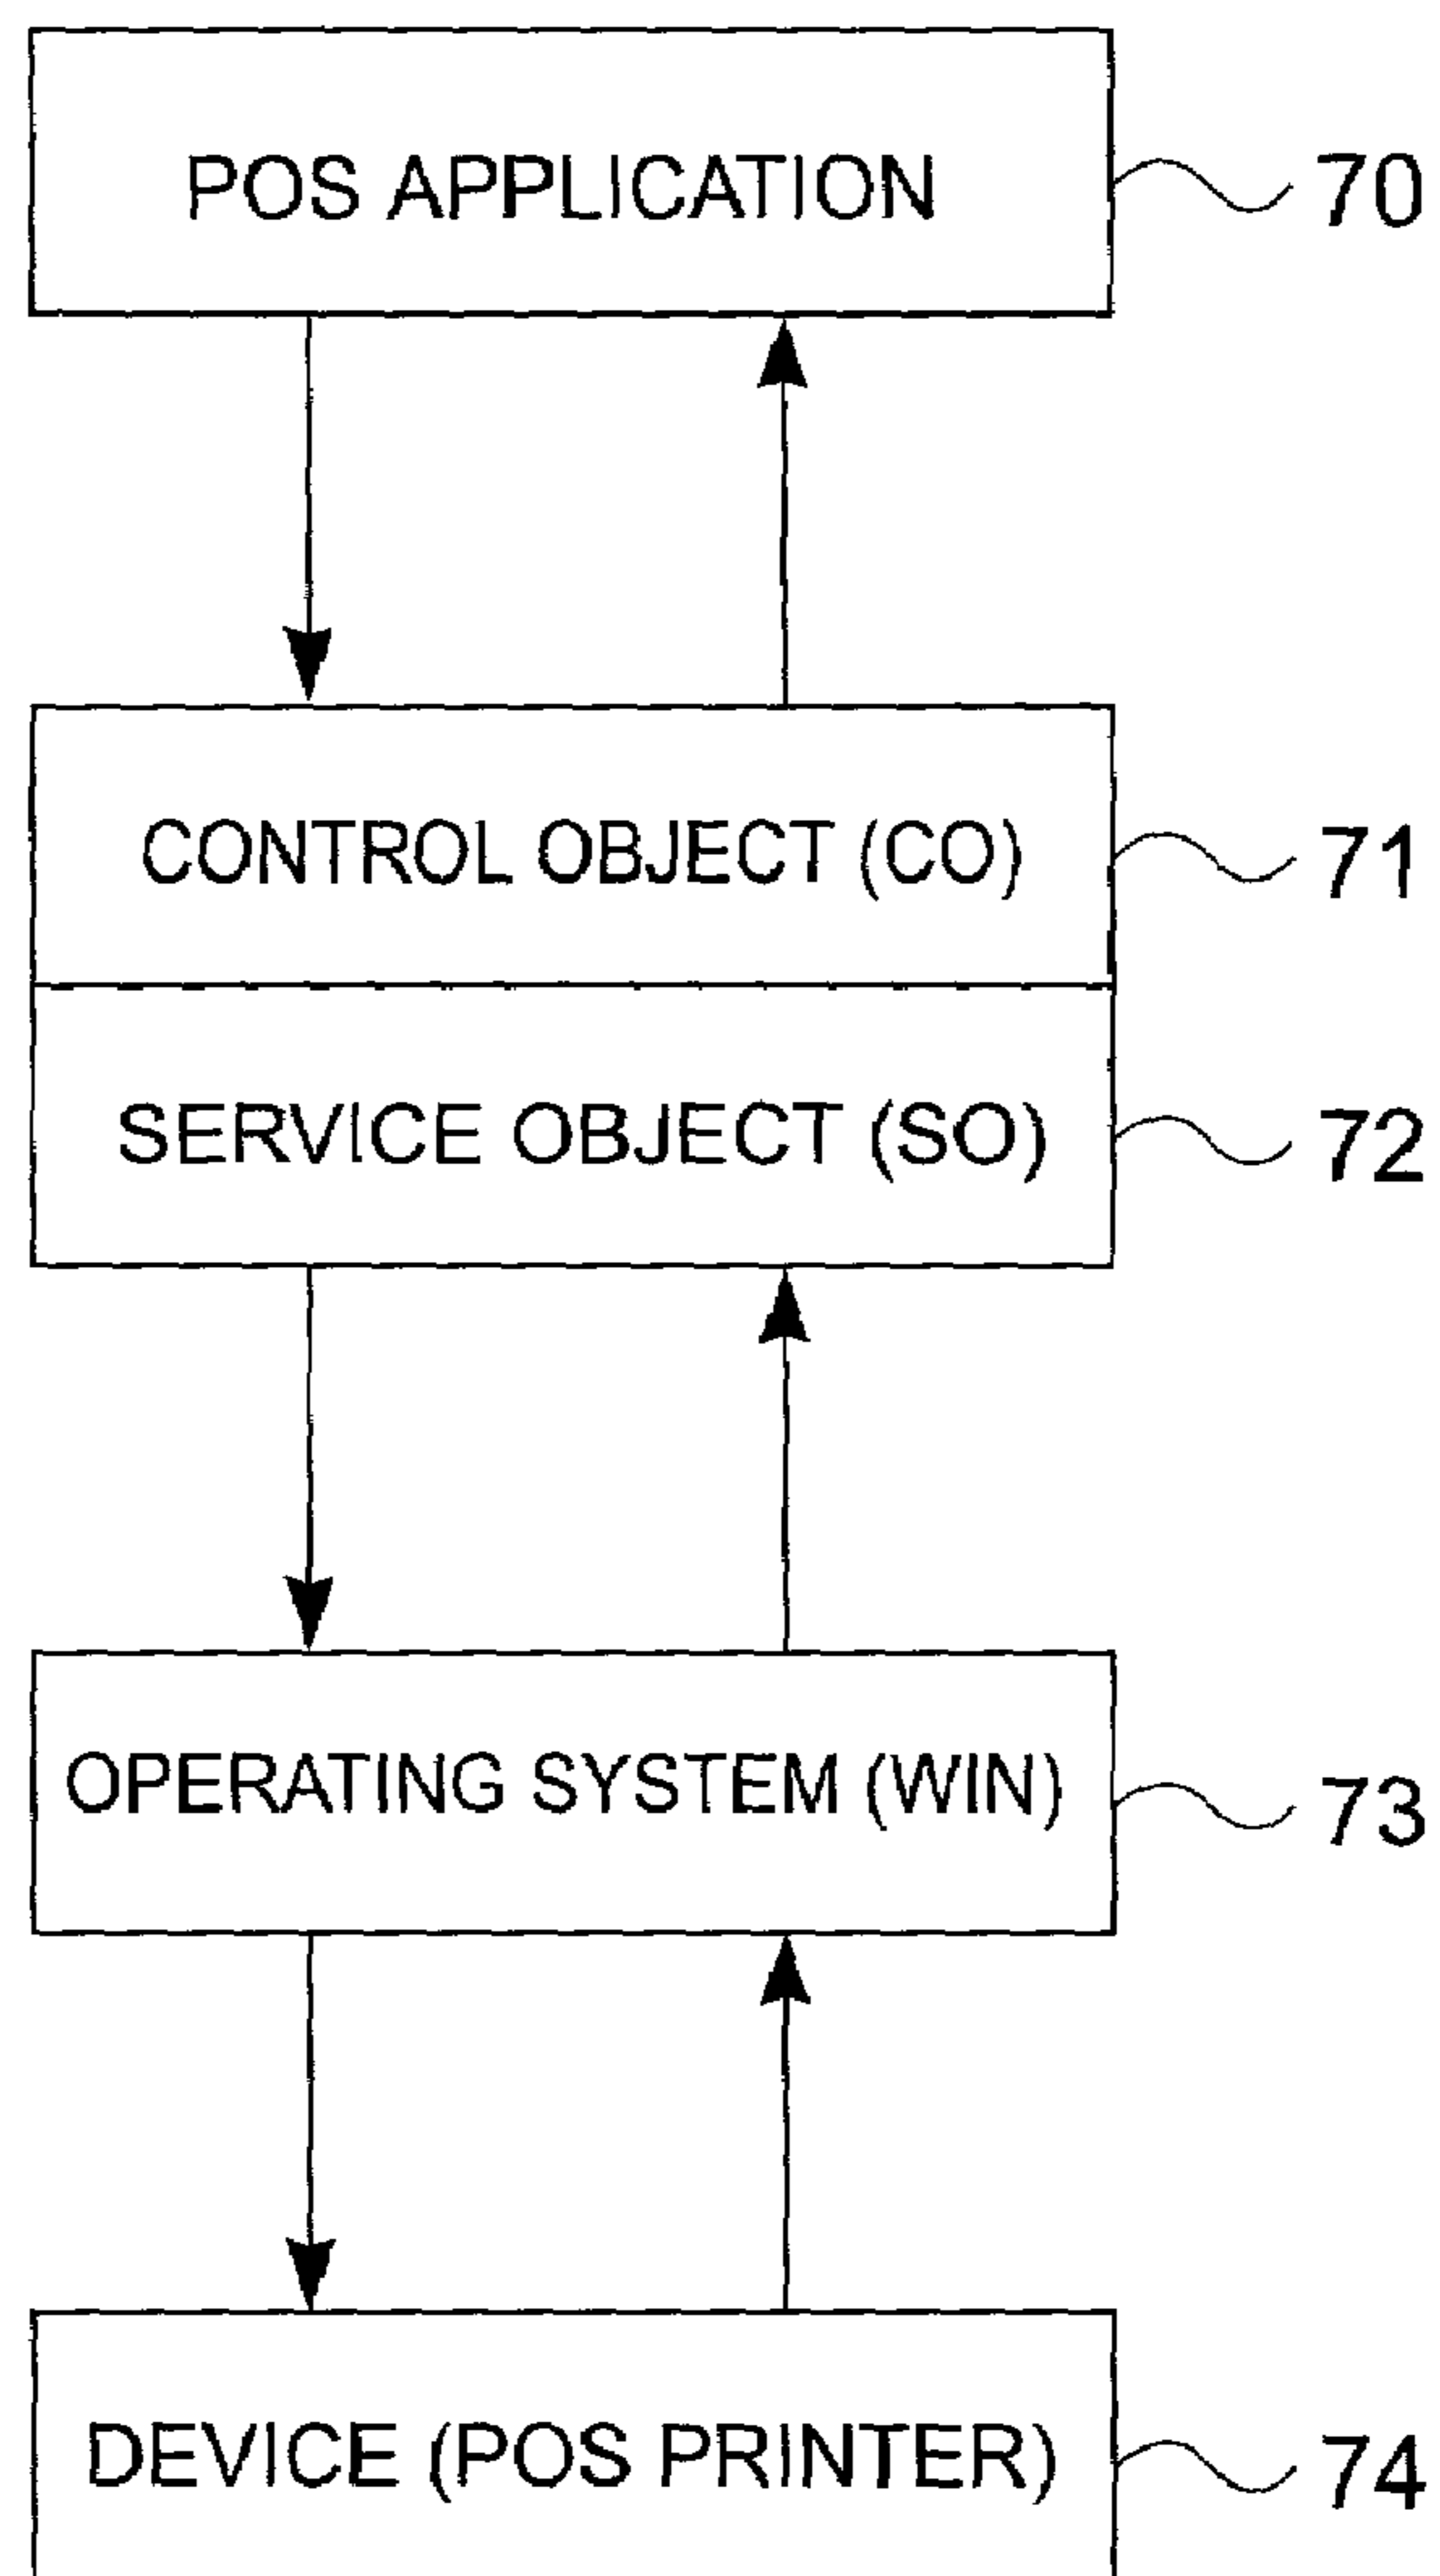 POS APPLICATION 70
CONTROL OBJECT (CO) 71
SERVICE OBJECT (SO) 72
OPERATING SYSTEM (WIN) 73
DEVICE (POS PRINTER) 74